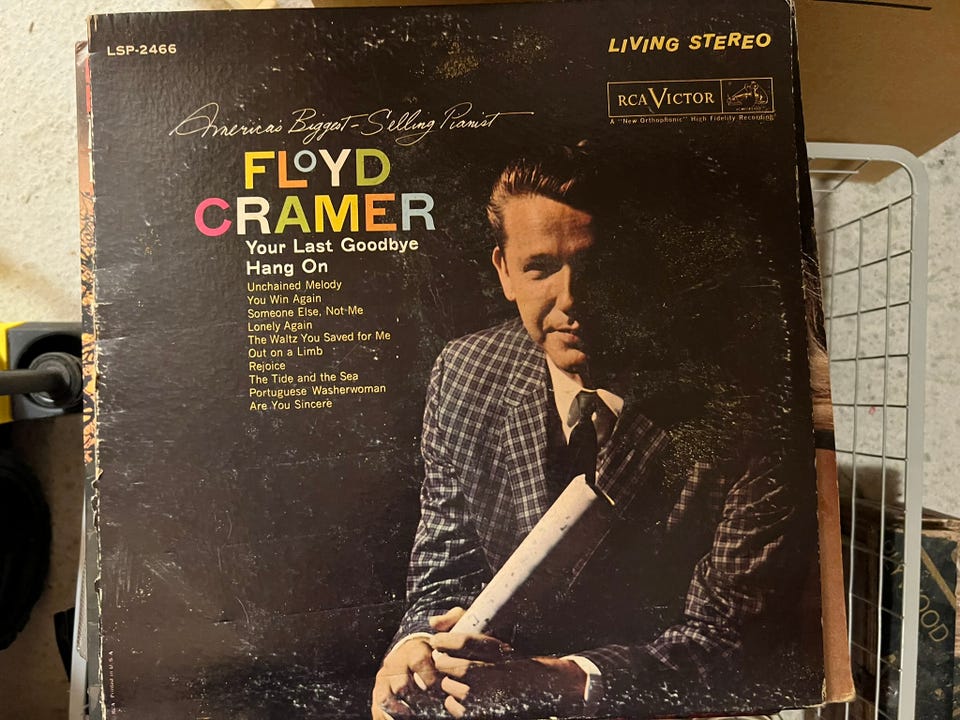 LSP-2466
LIVING STEREO
RCA VICTOR
A "New Orthophonic" High Fidelity Recording
America's Biggest-Selling Pianist
FLOYD
CRAMER
Your Last Goodbye
Hang On
Unchained Melody
You Win Again
Someone Else, Not Me
Lonely Again
The Waltz You Saved for Me
Out on a Limb
Rejoice
The Tide and the Sea
Portuguese Washerwoman
Are You Sincere
Printed in U.S.A.